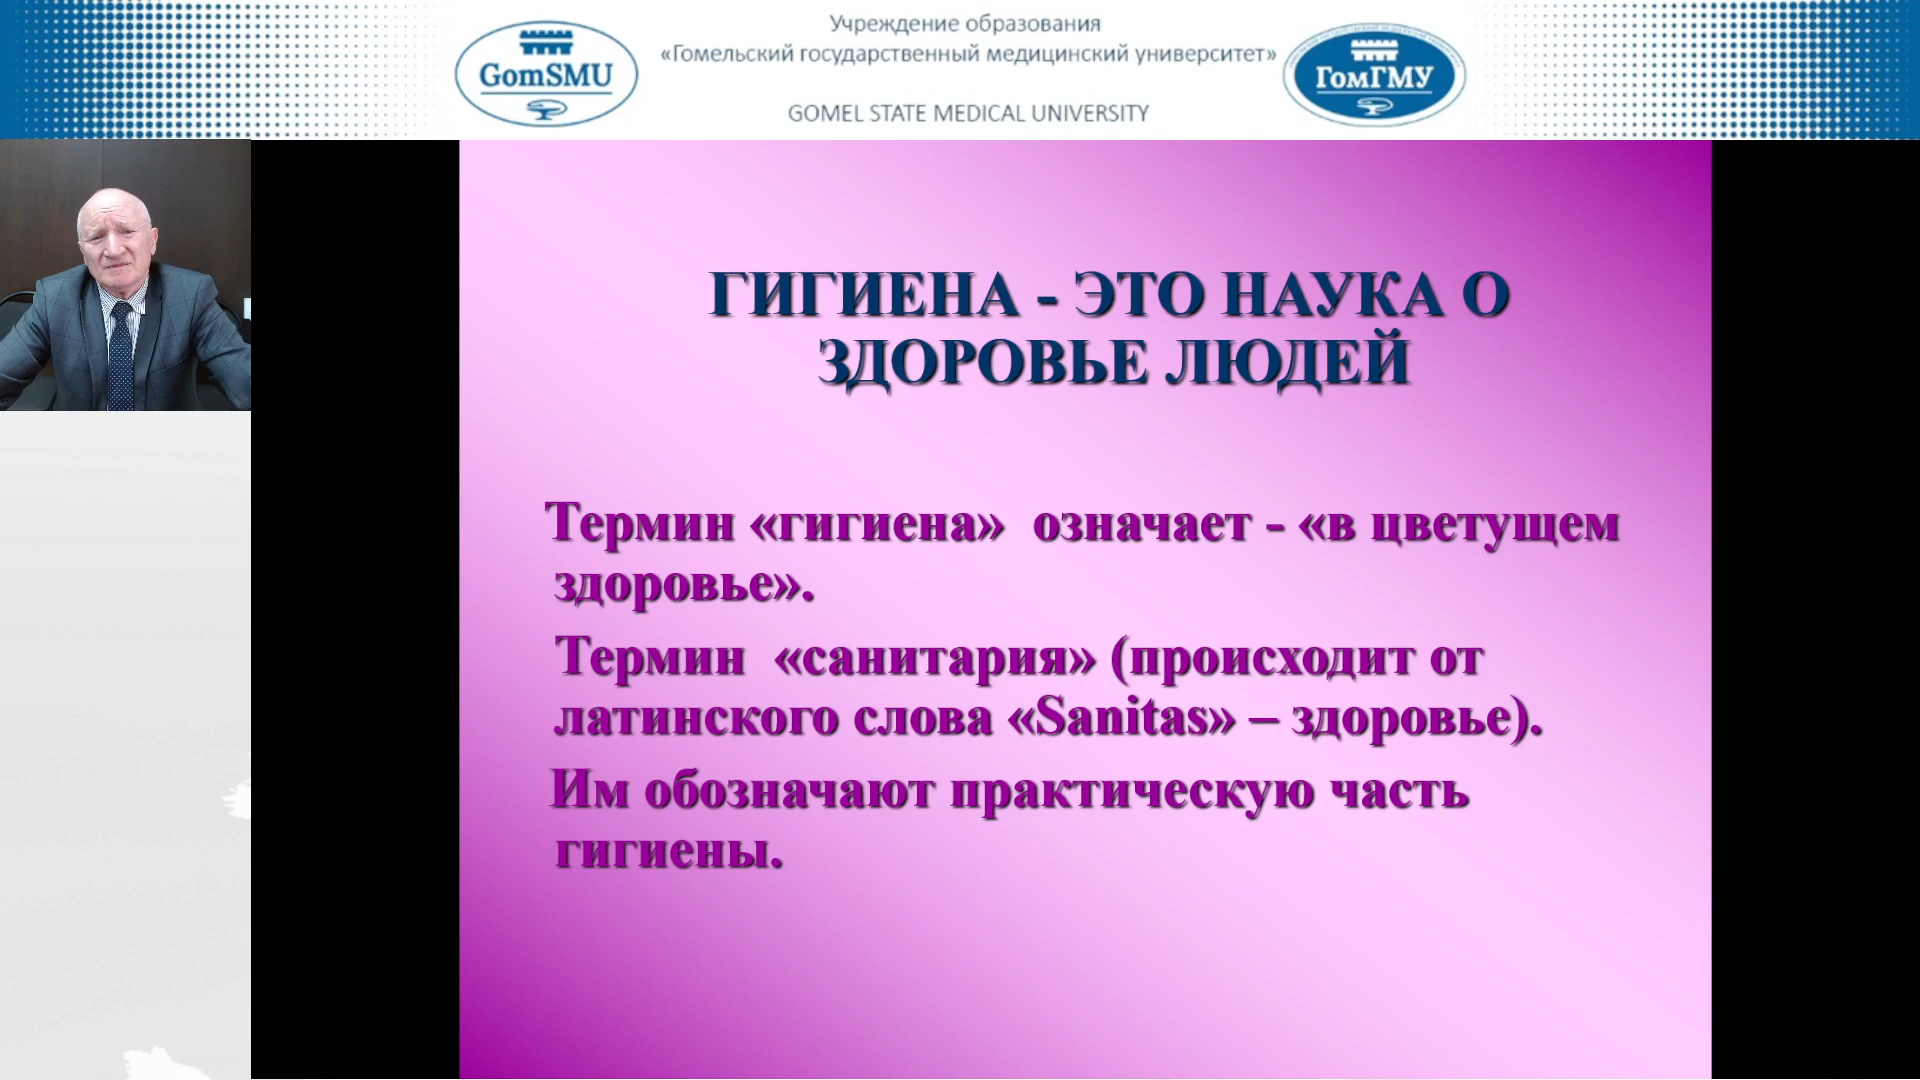 Учреждение образования
«Гомельский государственный медицинский университет»
GOMEL STATE MEDICAL UNIVERSITY
GomSMU
ГомГМУ
ГИГИЕНА - ЭТО НАУКА О
ЗДОРОВЬЕ ЛЮДЕЙ
Термин «гигиена» означает - «в цветущем
здоровье».
Термин «санитария» (происходит от
латинского слова «Sanitas» – здоровье).
Им обозначают практическую часть
гигиены.